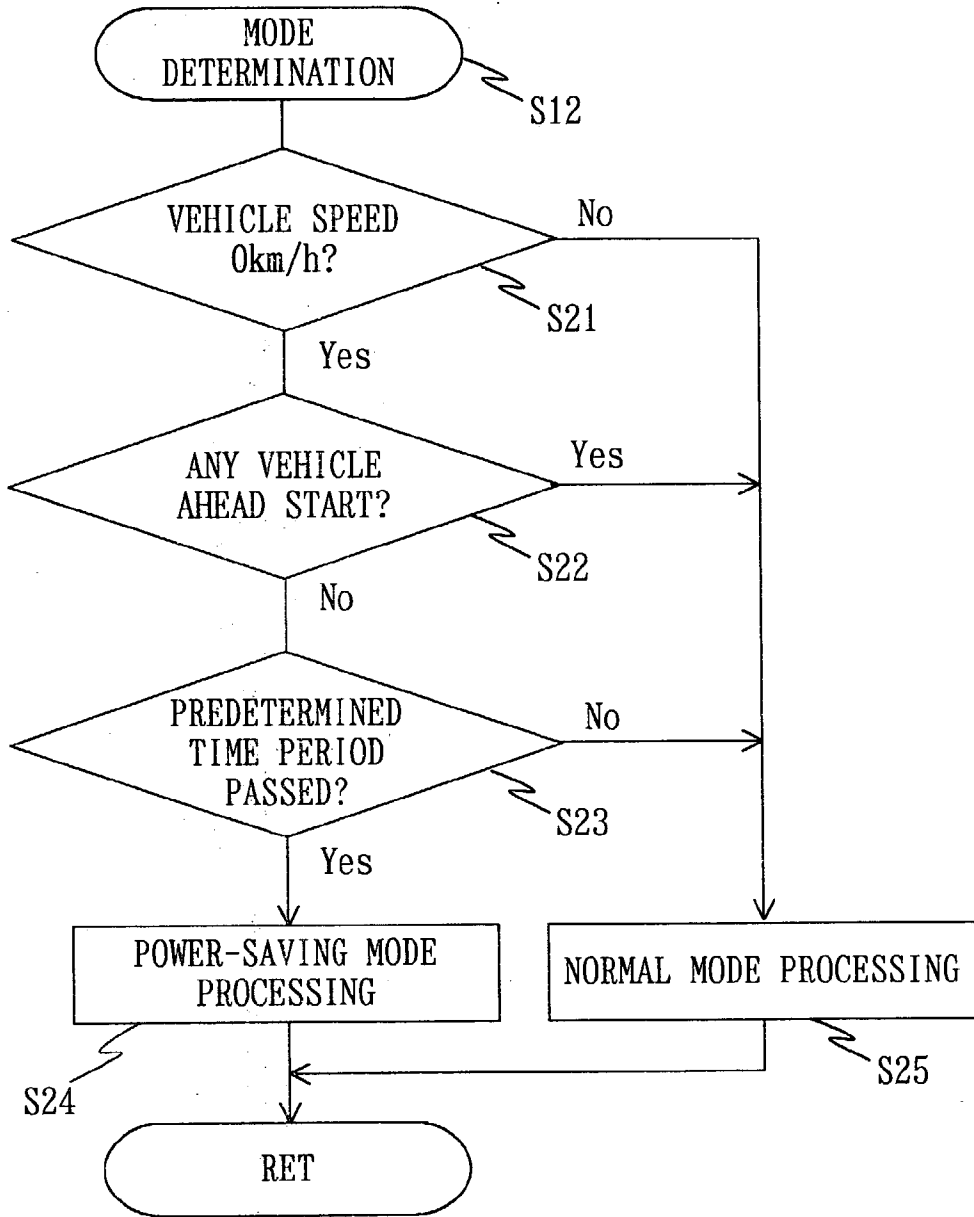 MODE
DETERMINATION
S12
VEHICLE SPEED
0km/h?
No
S21
Yes
ANY VEHICLE
AHEAD START?
Yes
S22
No
PREDETERMINED
TIME PERIOD
PASSED?
No
S23
Yes
POWER-SAVING MODE
PROCESSING
NORMAL MODE PROCESSING
S24
S25
RET